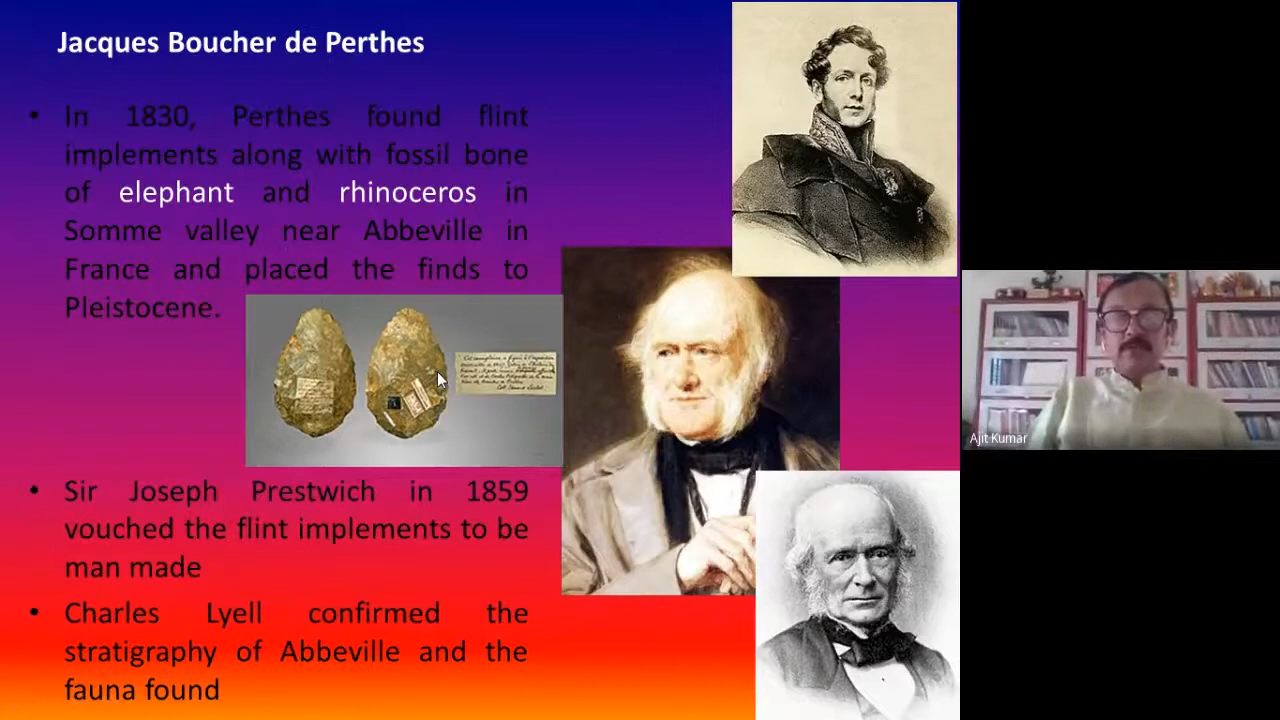 Jacques Boucher de Perthes
• In 1830, Perthes found flint
implements along with fossil bone
of elephant and rhinoceros in
Somme valley near Abbeville in
France and placed the finds to
Pleistocene.
• Sir Joseph Prestwich in 1859
vouched the flint implements to be
man made
• Charles Lyell confirmed the
stratigraphy of Abbeville and the
fauna found
Ajit Kumar